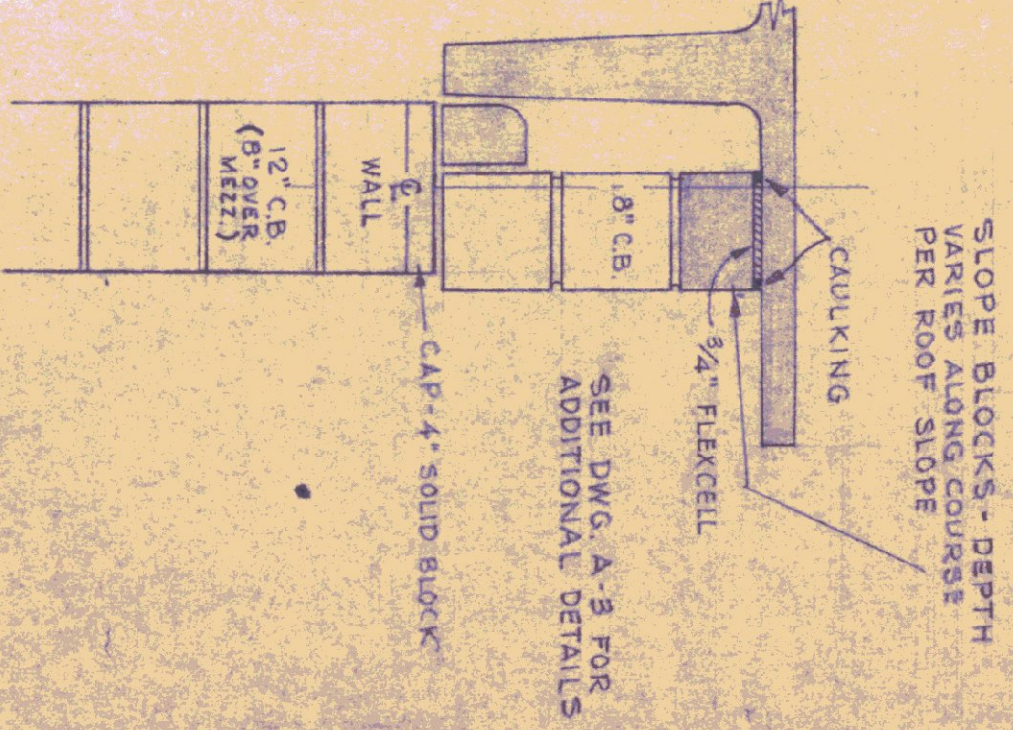 SLOPE BLOCKS - DEPTH
VARIES ALONG COURSE
PER ROOF SLOPE
CAULKING
3/4" FLEXCELL
8" C.B.
SEE DWG. A-3 FOR
ADDITIONAL DETAILS
CAP - 4" SOLID BLOCK
℄
WALL
12" C.B.
(8" OVER
MEZZ.)